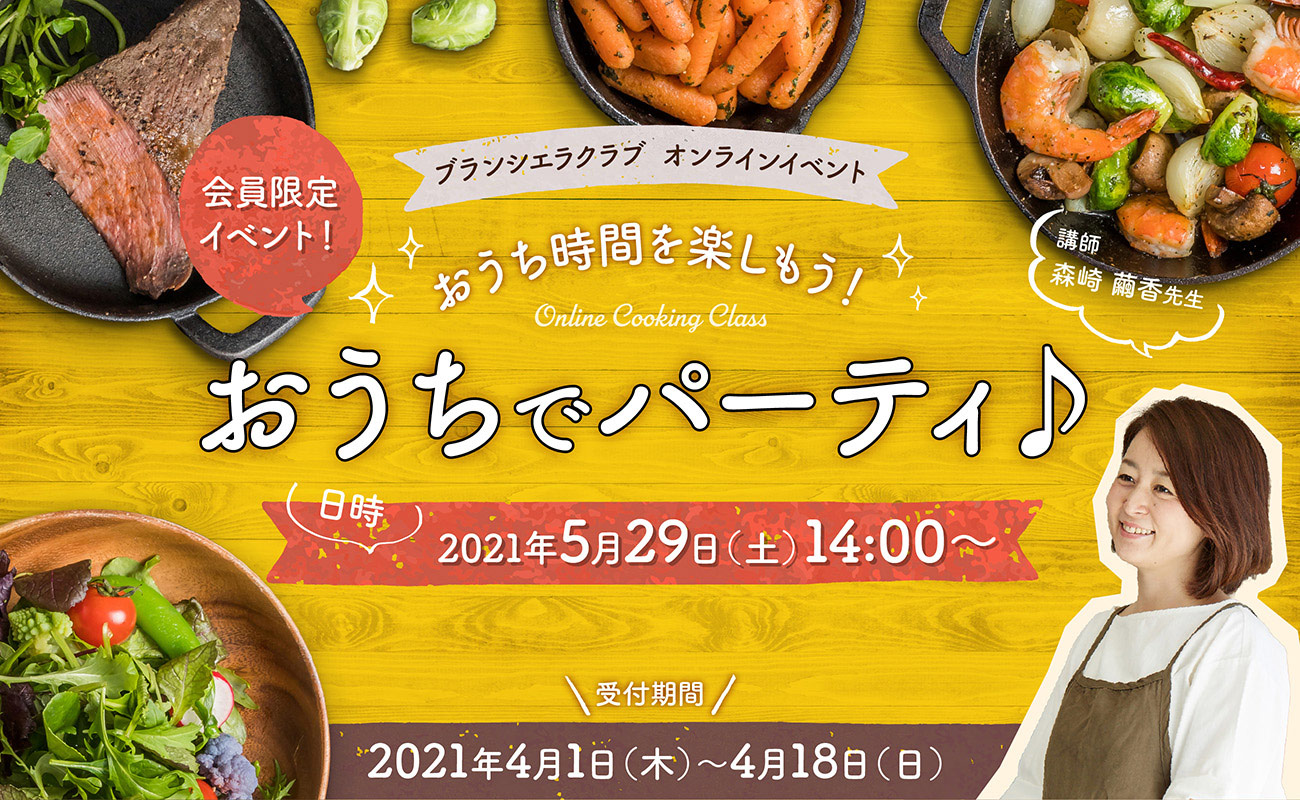 ブランシエラクラブ オンラインイベント
会員限定
イベント!
おうち時間を楽しもう!
Online Cooking Class
講師
森崎 繭香先生
おうちでパーティ♪
日時
2021年5月29日(土)14:00〜
受付期間
2021年4月1日(木)〜4月18日(日)